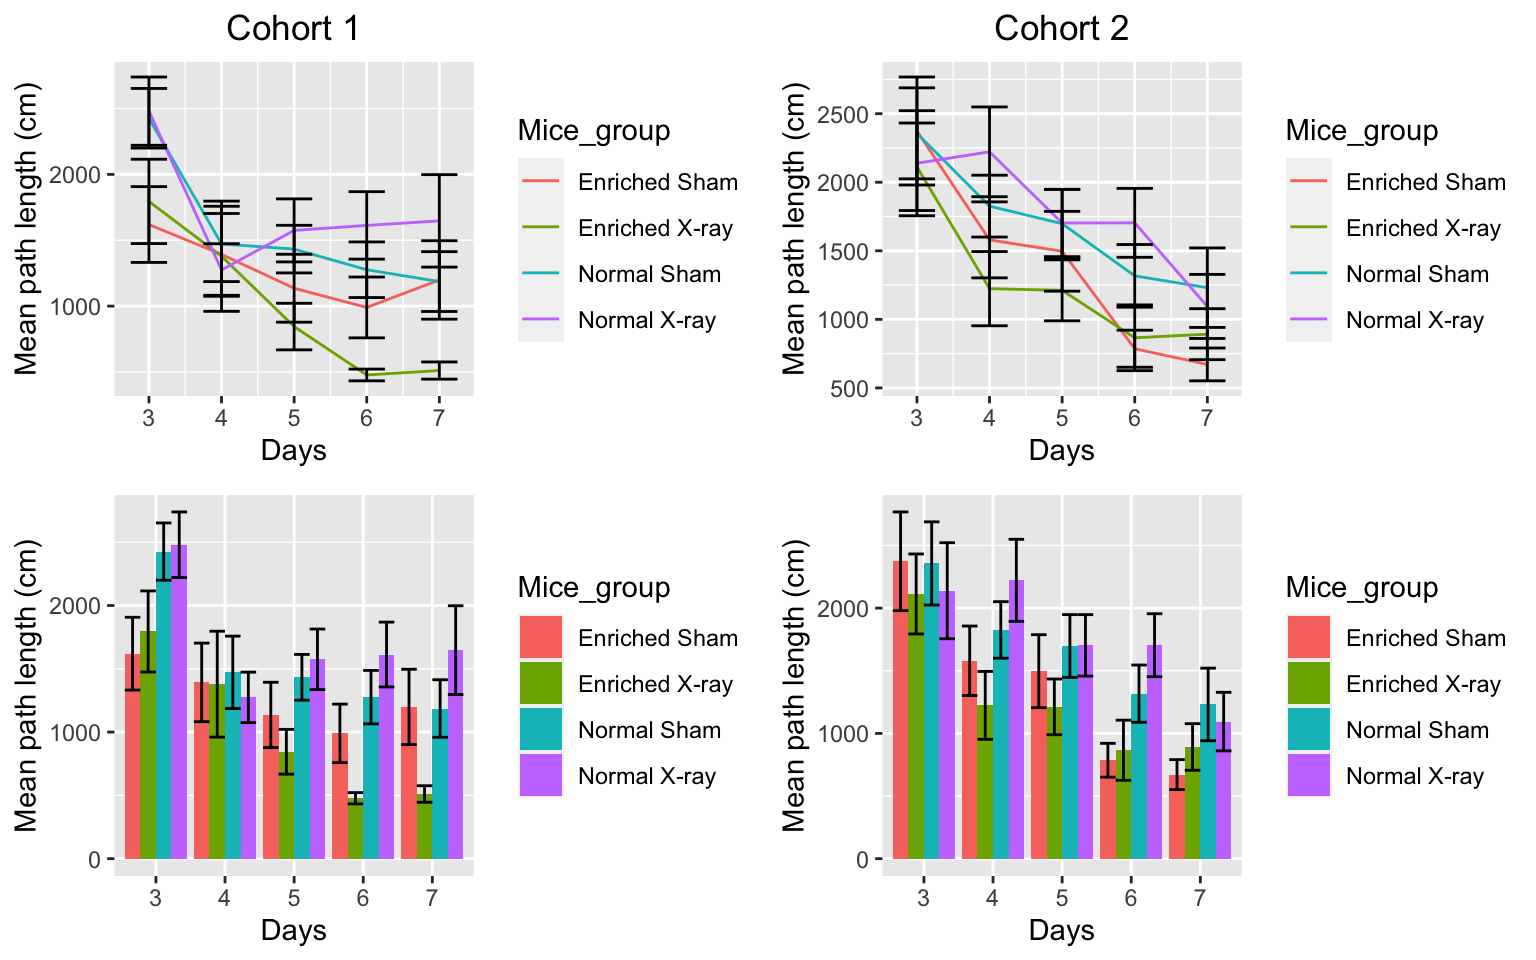 Cohort 1
Mean path length (cm)
2000
1000
3 4 5 6 7
Days
Mice_group
Enriched Sham
Enriched X-ray
Normal Sham
Normal X-ray
Cohort 2
Mean path length (cm)
2500
2000
1500
1000
500
3 4 5 6 7
Days
Mice_group
Enriched Sham
Enriched X-ray
Normal Sham
Normal X-ray
Mean path length (cm)
2000
1000
0
3 4 5 6 7
Days
Mice_group
Enriched Sham
Enriched X-ray
Normal Sham
Normal X-ray
Mean path length (cm)
2000
1000
0
3 4 5 6 7
Days
Mice_group
Enriched Sham
Enriched X-ray
Normal Sham
Normal X-ray